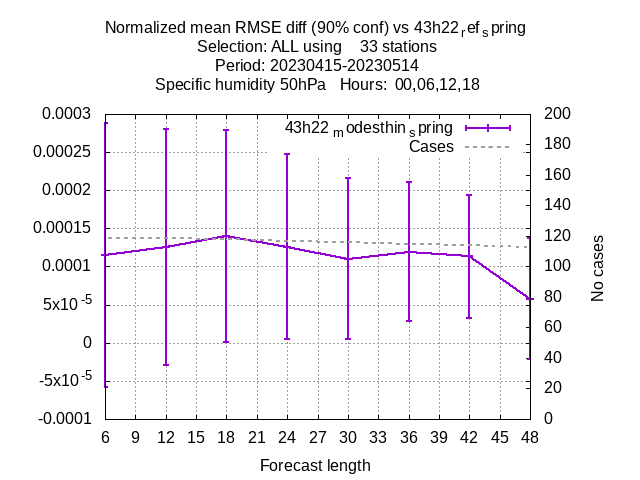 Normalized mean RMSE diff (90% conf) vs 43h22refspring
Selection: ALL using 33 stations
Period: 20230415-20230514
Specific humidity 50hPa Hours: 00,06,12,18
43h22modesthinspring
Cases
0.0003
0.00025
0.0002
0.00015
0.0001
5x10-5
0
-5x10-5
-0.0001
200
180
160
140
120
100
80
60
40
20
0
No cases
6 9 12 15 18 21 24 27 30 33 36 39 42 45 48
Forecast length